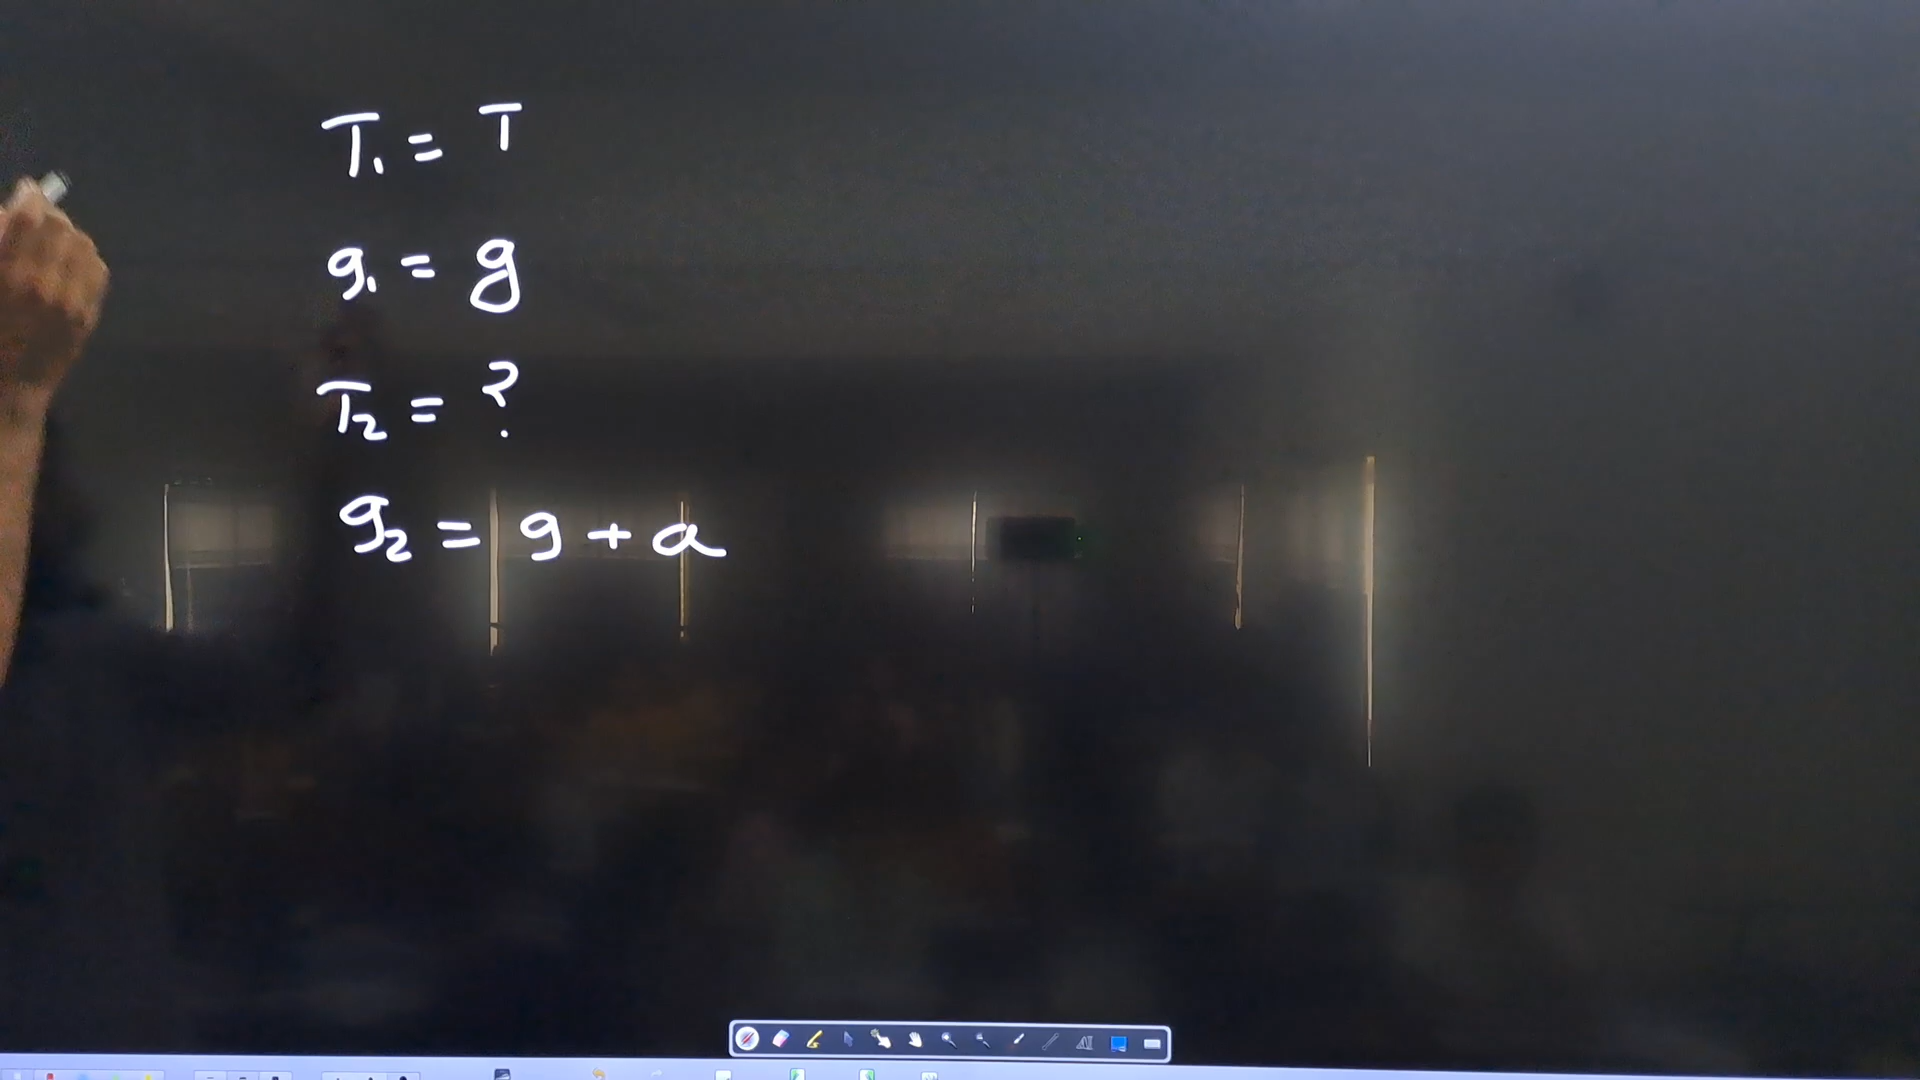 T₁ = T
g₁ = g
T₂ = ?
g₂ = g + a